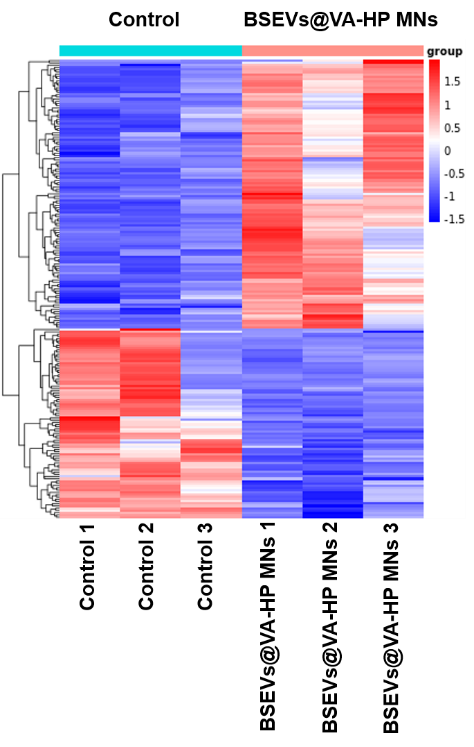 Control
BSEVs@VA-HP MNs
group
1.5
1
0.5
0
-0.5
-1
-1.5
Control 1
Control 2
Control 3
BSEVs@VA-HP MNs 1
BSEVs@VA-HP MNs 2
BSEVs@VA-HP MNs 3